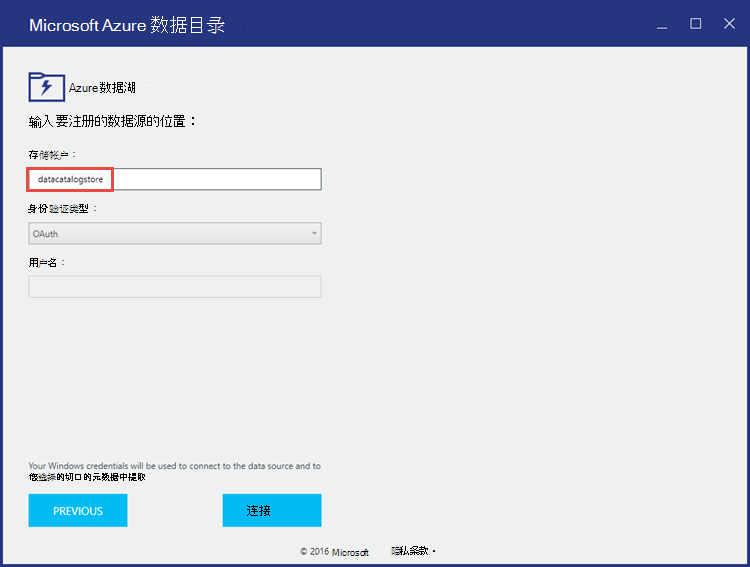 Microsoft Azure 数据目录
Azure数据湖
输入要注册的数据源的位置：
存储帐户：
datacatalogstore
身份验证类型：
OAuth
用户名：
Your Windows credentials will be used to connect to the data source and to
的切口的元数据中提取
PREVIOUS
连接
© 2016 Microsoft
隐私条款